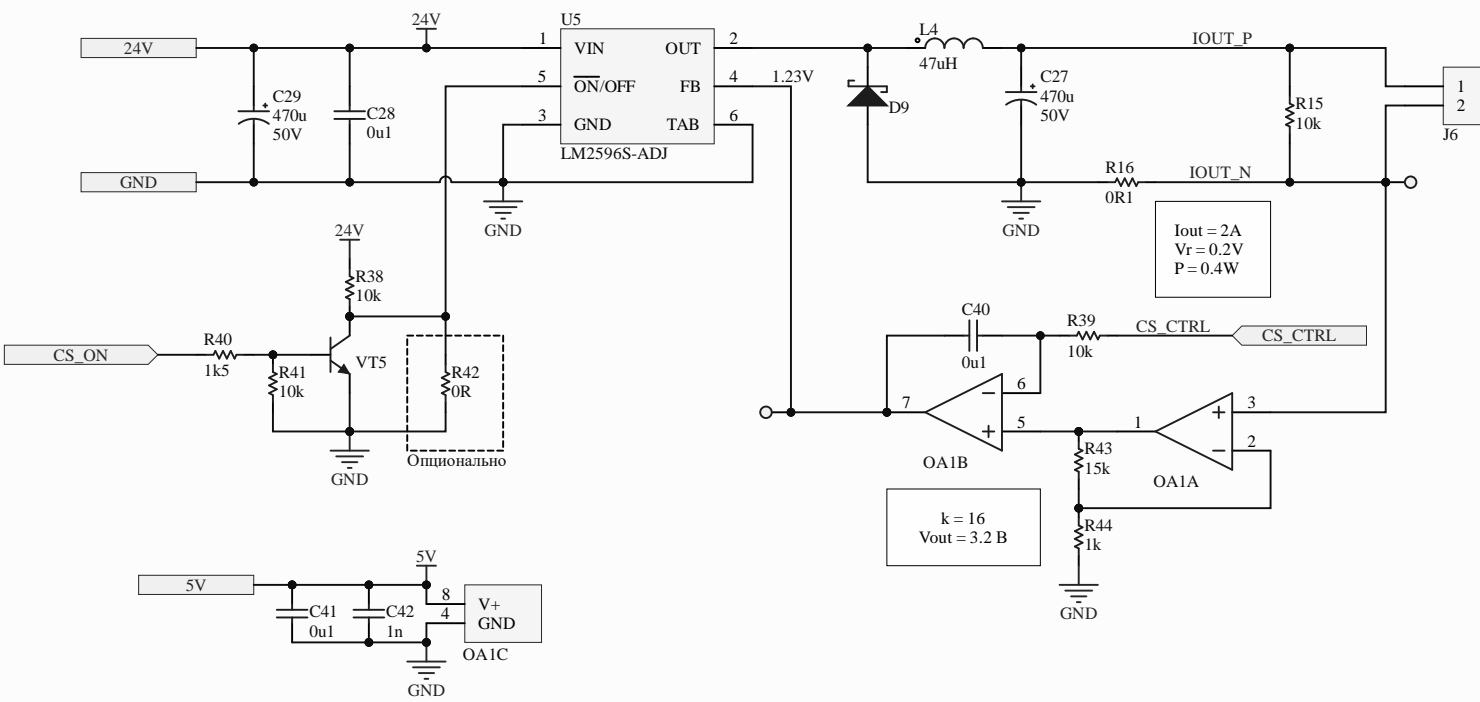 24V
24V
C29
470u
50V
C28
0u1
GND
U5
1
VIN
OUT
2
5
ON/OFF
FB
4
1.23V
3
GND
TAB
6
LM2596S-ADJ
GND
L4
47uH
D9
C27
470u
50V
IOUT_P
R15
10k
1
2
J6
R16
0R1
IOUT_N
GND
Iout = 2A
Vr = 0.2V
P = 0.4W
24V
R38
10k
CS_ON
R40
1k5
R41
10k
VT5
R42
0R
Опционально
GND
C40
0u1
R39
10k
CS_CTRL
CS_CTRL
6
7
5
OA1B
1
3
2
OA1A
R43
15k
R44
1k
GND
k = 16
Vout = 3.2 В
5V
5V
C41
0u1
C42
1n
8
V+
4
GND
OA1C
GND